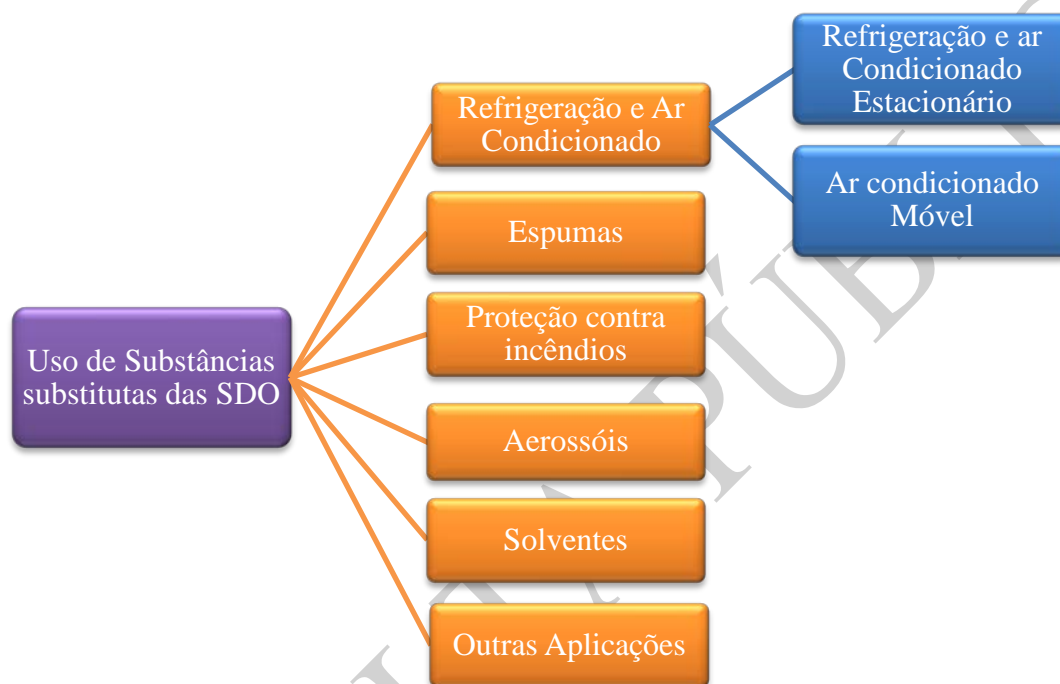 Refrigeração e ar
Condicionado
Estacionário
Refrigeração e Ar
Condicionado
Ar condicionado
Móvel
Espumas
Proteção contra
incêndios
Uso de Substâncias
substitutas das SDO
Aerossóis
Solventes
Outras Aplicações